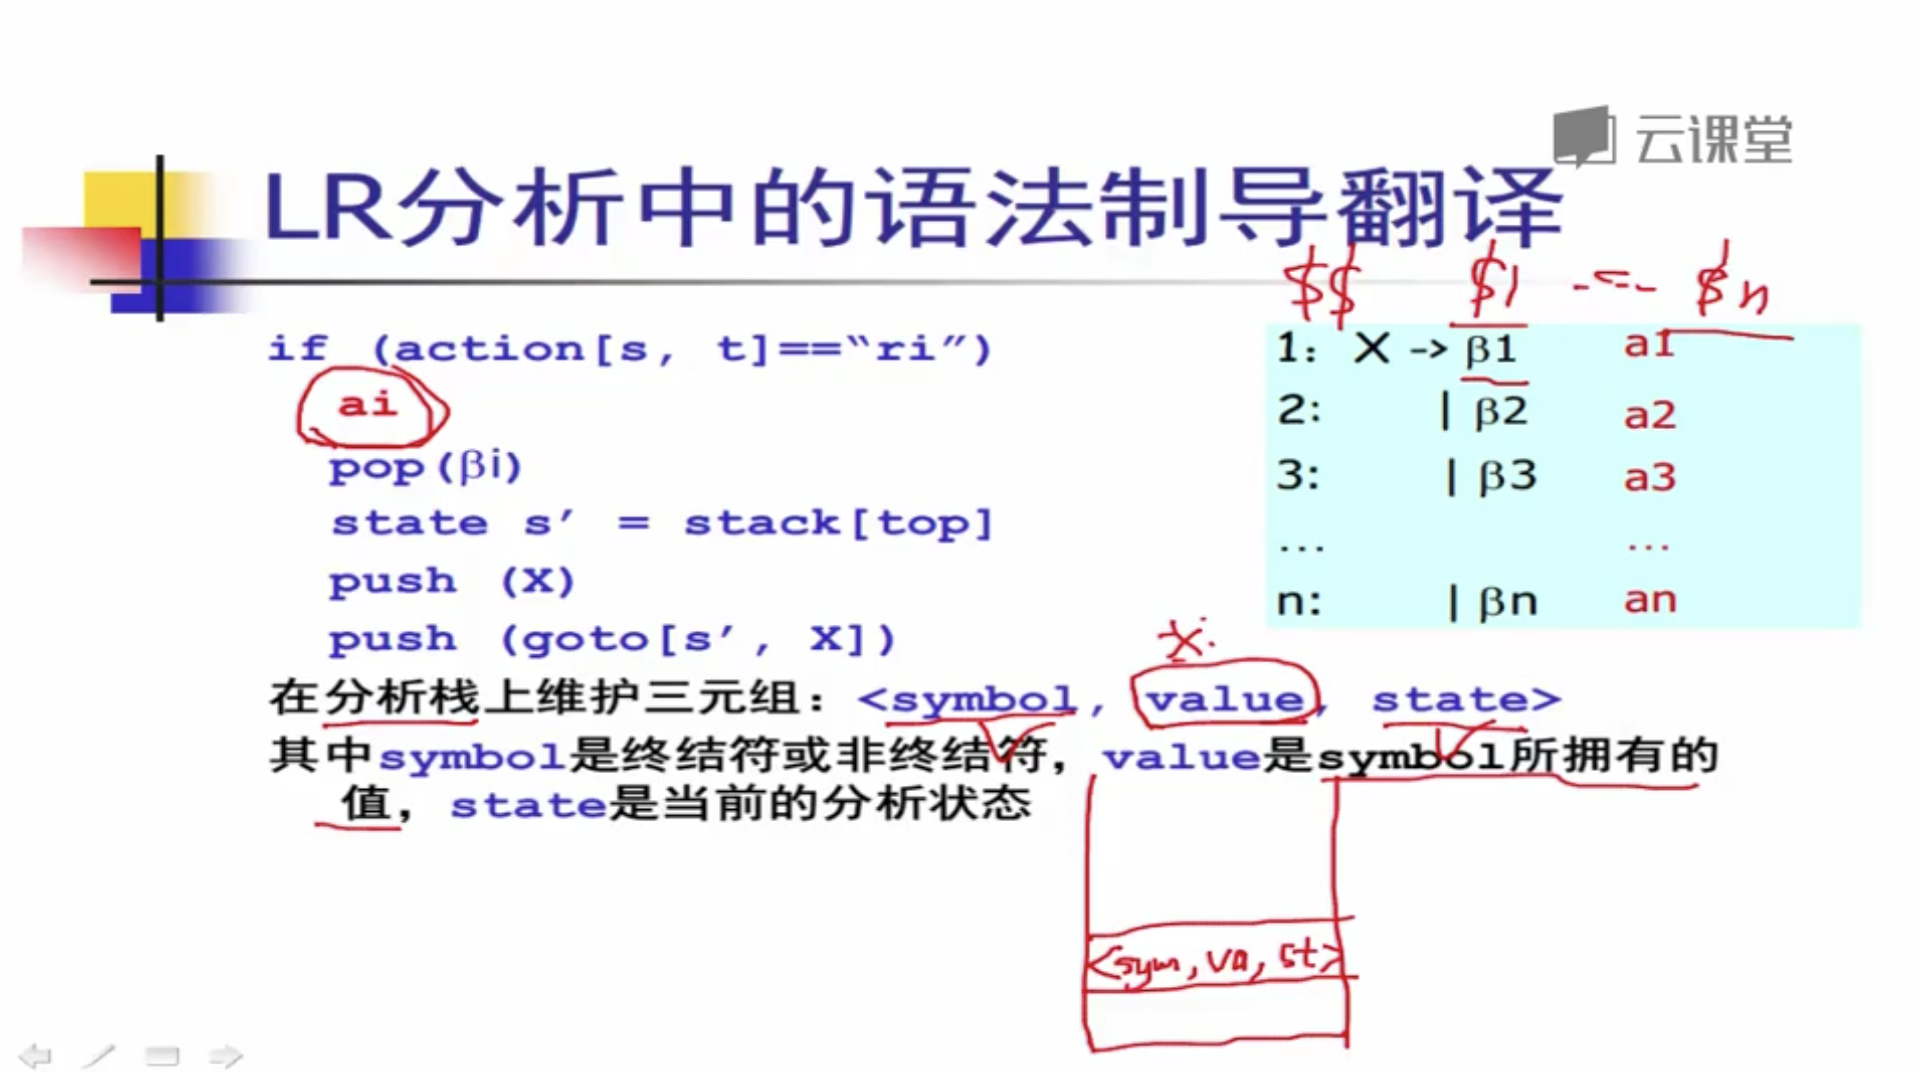 云课堂
LR分析中的语法制导翻译
$$ $1 --- $n
if (action[s, t]==“ri”)
ai
pop(βi)
state s’ = stack[top]
push (X)
push (goto[s’, X])
1: X -> β1 a1
2: | β2 a2
3: | β3 a3
... ...
n: | βn an
X:
在分析栈上维护三元组：<symbol, value, state>
其中symbol是终结符或非终结符，value是symbol所拥有的
值，state是当前的分析状态
<sym, va, st>